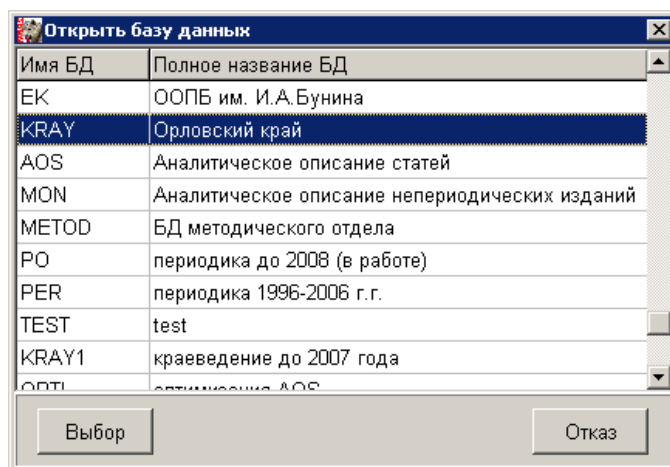 Открыть базу данных
Имя БД Полное название БД
EK ООПБ им. И.А.Бунина
KRAY Орловский край
AOS Аналитическое описание статей
MON Аналитическое описание непериодических изданий
METOD БД методического отдела
PO периодика до 2008 (в работе)
PER периодика 1996-2006 г.г.
TEST test
KRAY1 краеведение до 2007 года
AOS
Выбор Отказ